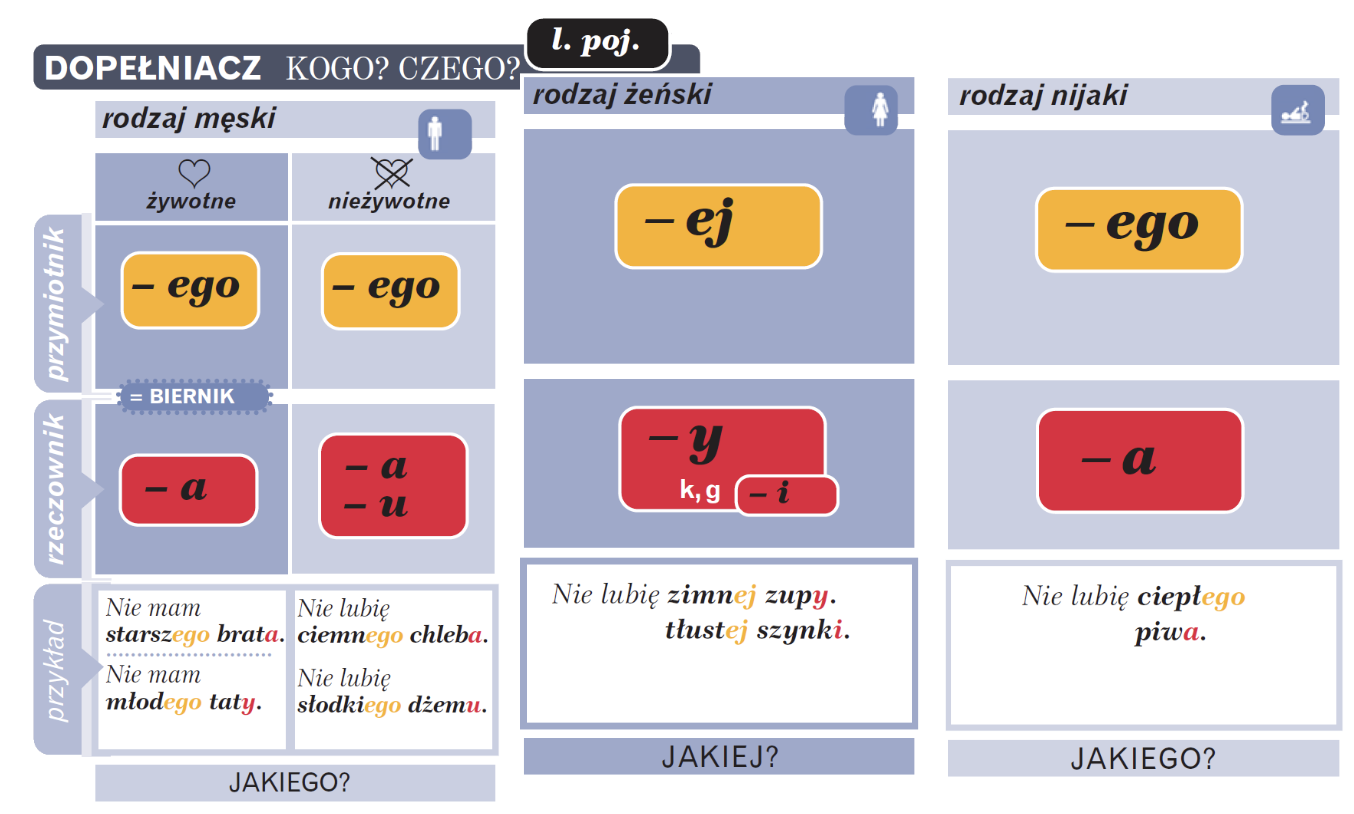 l. poj.
DOPEŁNIACZ KOGO? CZEGO?
rodzaj męski
żywotne
nieżywotne
przymiotnik
– ego
– ego
= BIERNIK
rzeczownik
– a
– a
– u
przykład
Nie mam
starszego brata.
Nie mam
młodego taty.
Nie lubię
ciemnego chleba.
Nie lubię
słodkiego dżemu.
JAKIEGO?
rodzaj żeński
– ej
– y
k, g – i
Nie lubię zimnej zupy.
tłustej szynki.
JAKIEJ?
rodzaj nijaki
– ego
– a
Nie lubię ciepłego
piwa.
JAKIEGO?